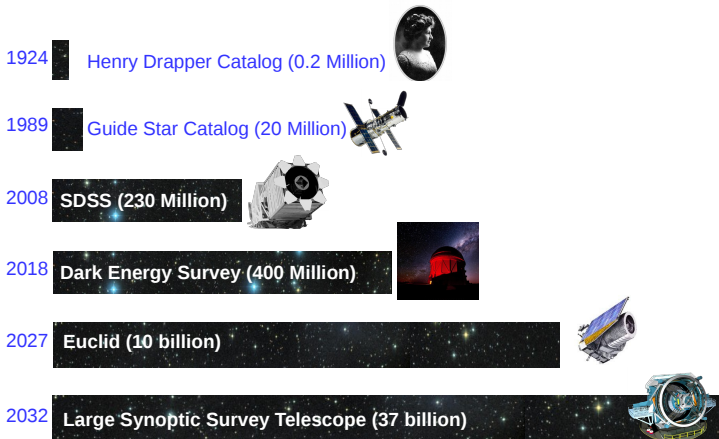 1924 Henry Drapper Catalog (0.2 Million)
1989 Guide Star Catalog (20 Million)
2008 SDSS (230 Million)
2018 Dark Energy Survey (400 Million)
2027 Euclid (10 billion)
2032 Large Synoptic Survey Telescope (37 billion)